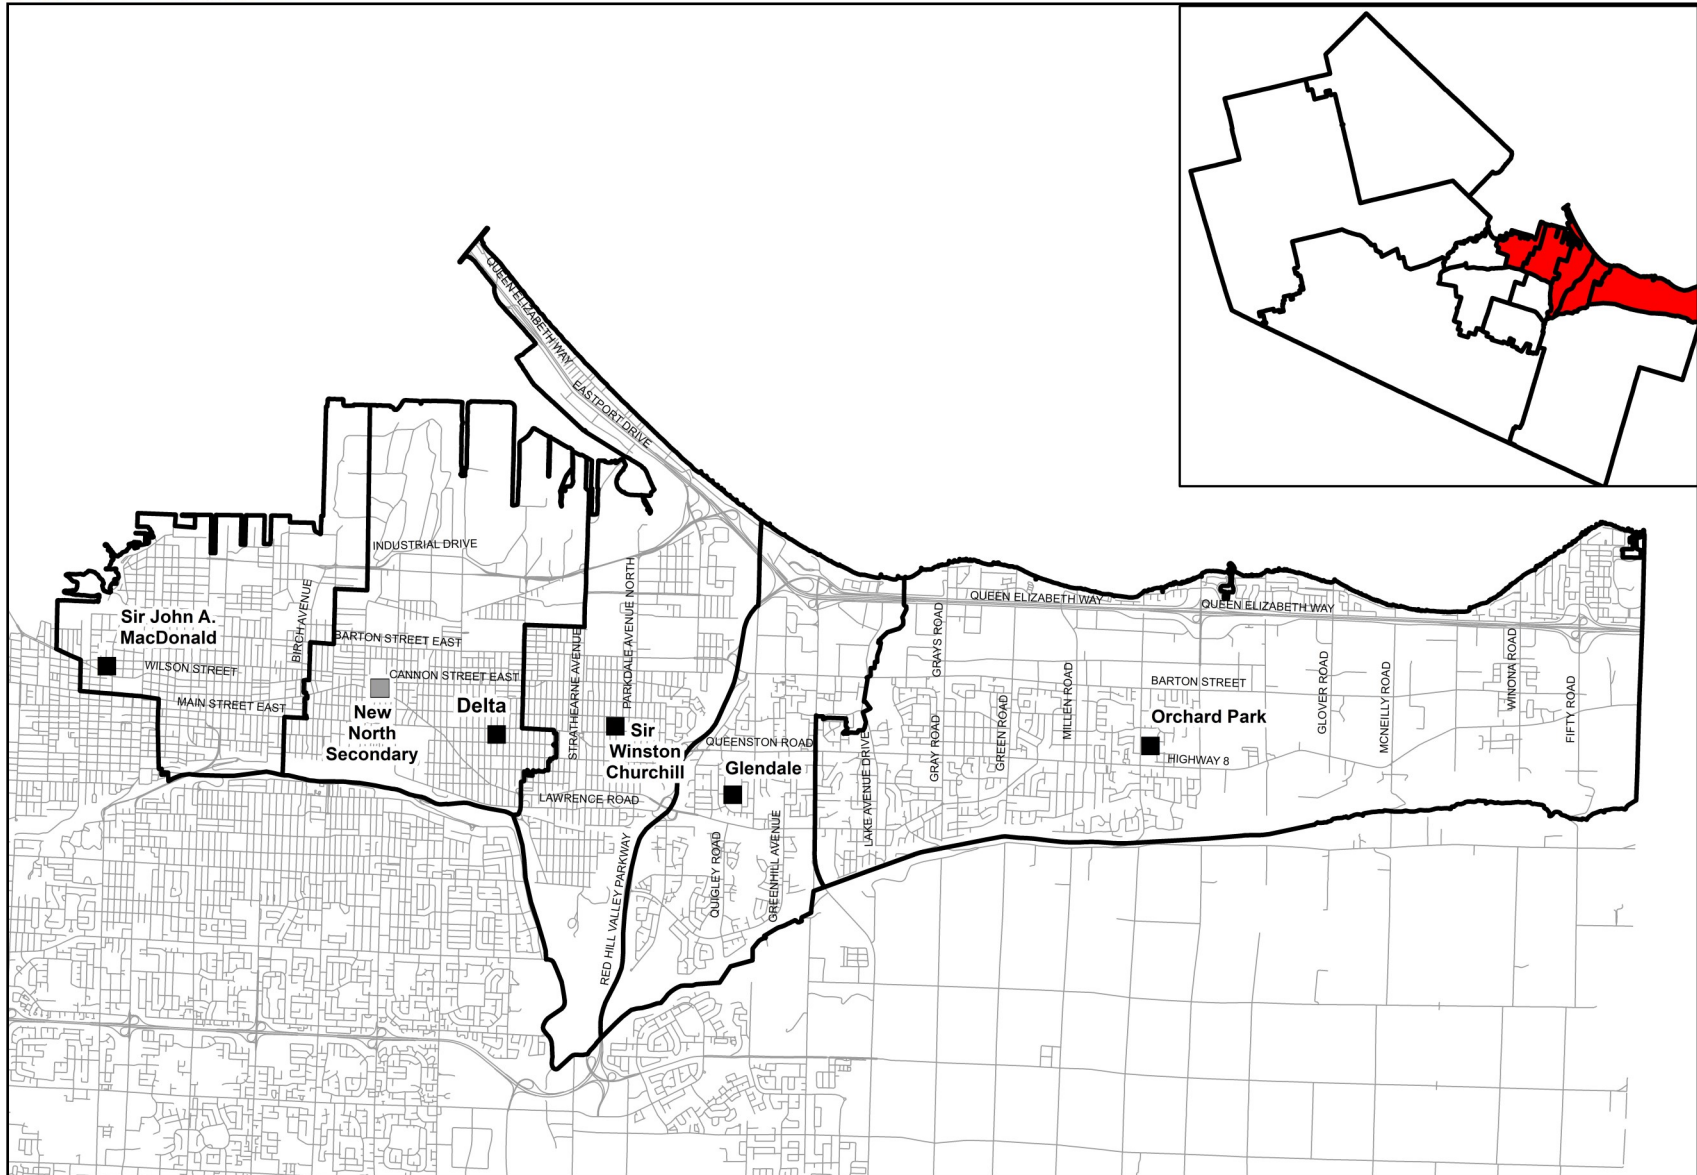 QUEEN ELIZABETH WAY
EASTPORT DRIVE
INDUSTRIAL DRIVE
BIRCH AVENUE
PARKDALE AVENUE NORTH
QUEEN ELIZABETH WAY
QUEEN ELIZABETH WAY
Sir John A.
MacDonald
WILSON STREET
MAIN STREET EAST
BARTON STREET EAST
CANNON STREET EAST
New
North
Secondary
Delta
STRATHEARNE AVENUE
Sir
Winston
Churchill
LAWRENCE ROAD
QUEENSTON ROAD
Glendale
RED HILL VALLEY PARKWAY
QUIGLEY ROAD
GREENHILL AVENUE
LAKE AVENUE DRIVE
GRAYS ROAD
GRAY ROAD
GREEN ROAD
MILLEN ROAD
BARTON STREET
Orchard Park
HIGHWAY 8
GLOVER ROAD
MCNEILLY ROAD
WINONA ROAD
FIFTY ROAD